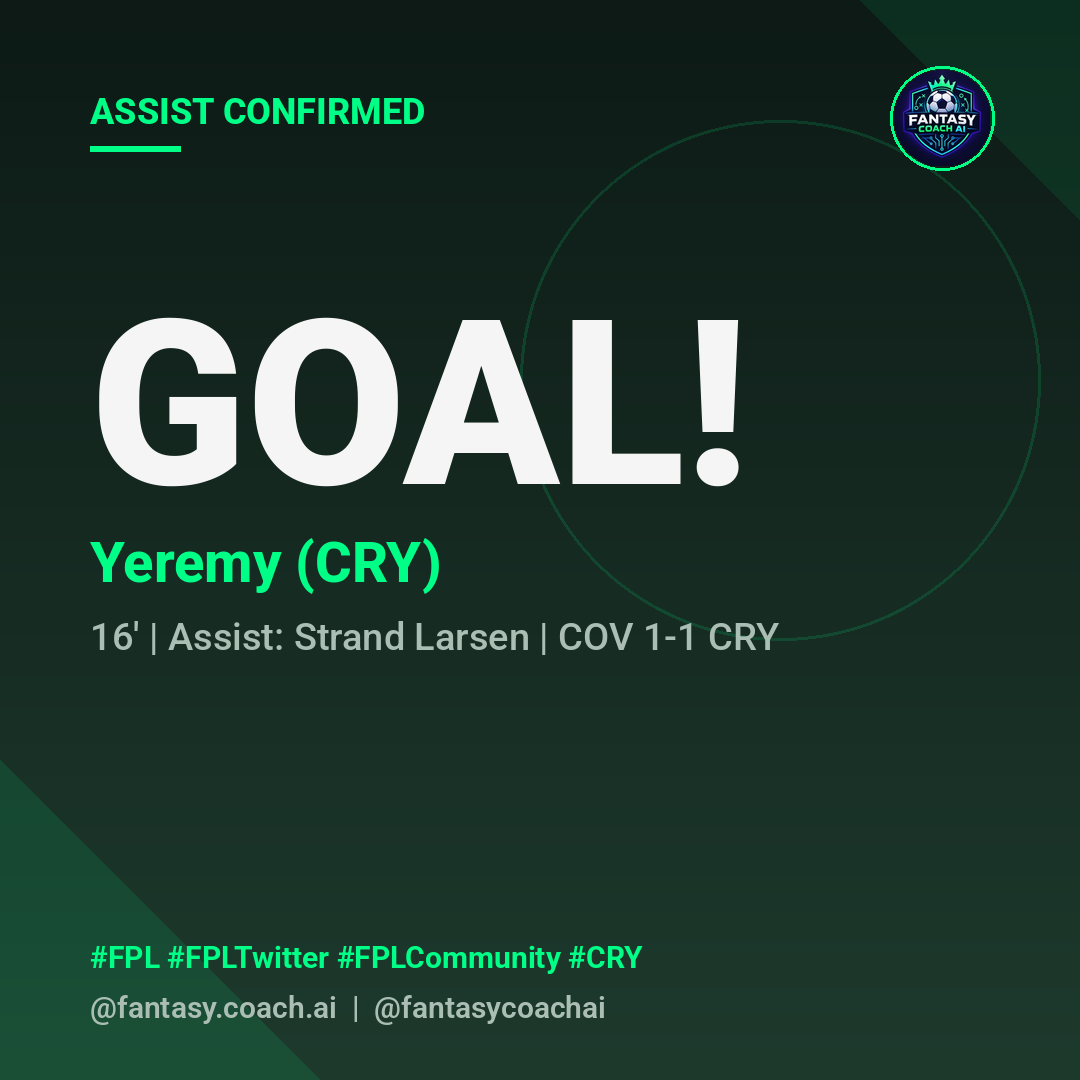 ASSIST CONFIRMED
FANTASY
COACH AI
GOAL!
Yeremy (CRY)
16' | Assist: Strand Larsen | COV 1-1 CRY
#FPL #FPLTwitter #FPLCommunity #CRY
@fantasy.coach.ai | @fantasycoachai